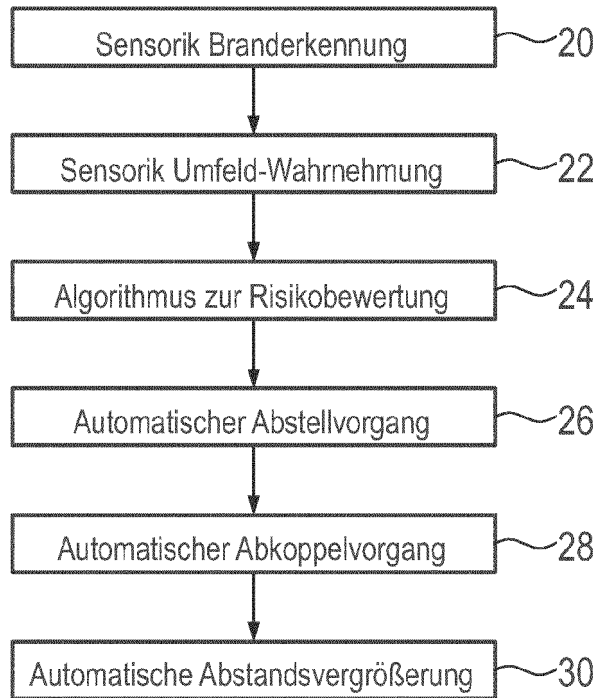 Sensorik Branderkennung 20
Sensorik Umfeld-Wahrnehmung 22
Algorithmus zur Risikobewertung 24
Automatischer Abstellvorgang 26
Automatischer Abkoppelvorgang 28
Automatische Abstandsvergrößerung 30